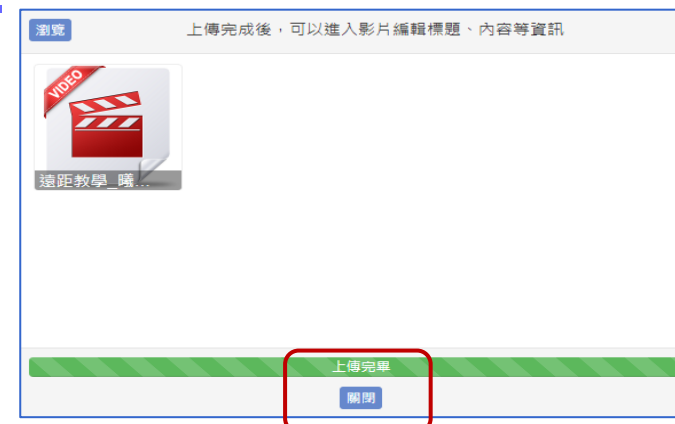 瀏覽
上傳完成後，可以進入影片編輯標題、內容等資訊
VIDEO
遠距教學_曦...
上傳完畢
關閉